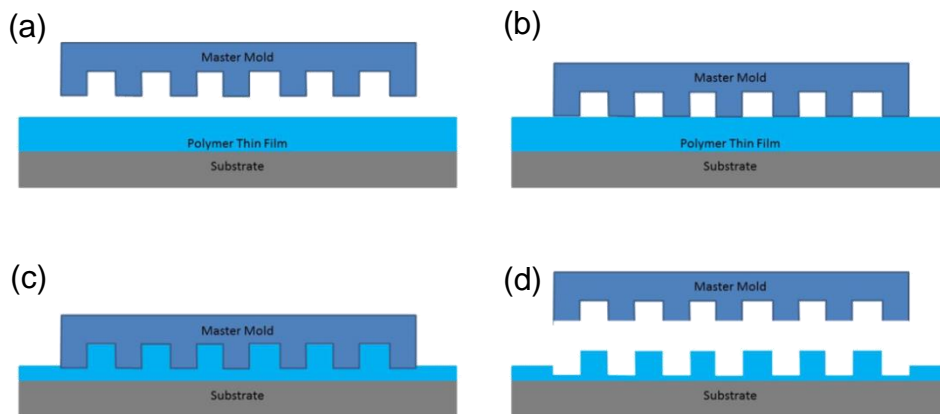 (a)
Master Mold
Polymer Thin Film
Substrate
(b)
Master Mold
Polymer Thin Film
Substrate
(c)
Master Mold
Substrate
(d)
Master Mold
Substrate